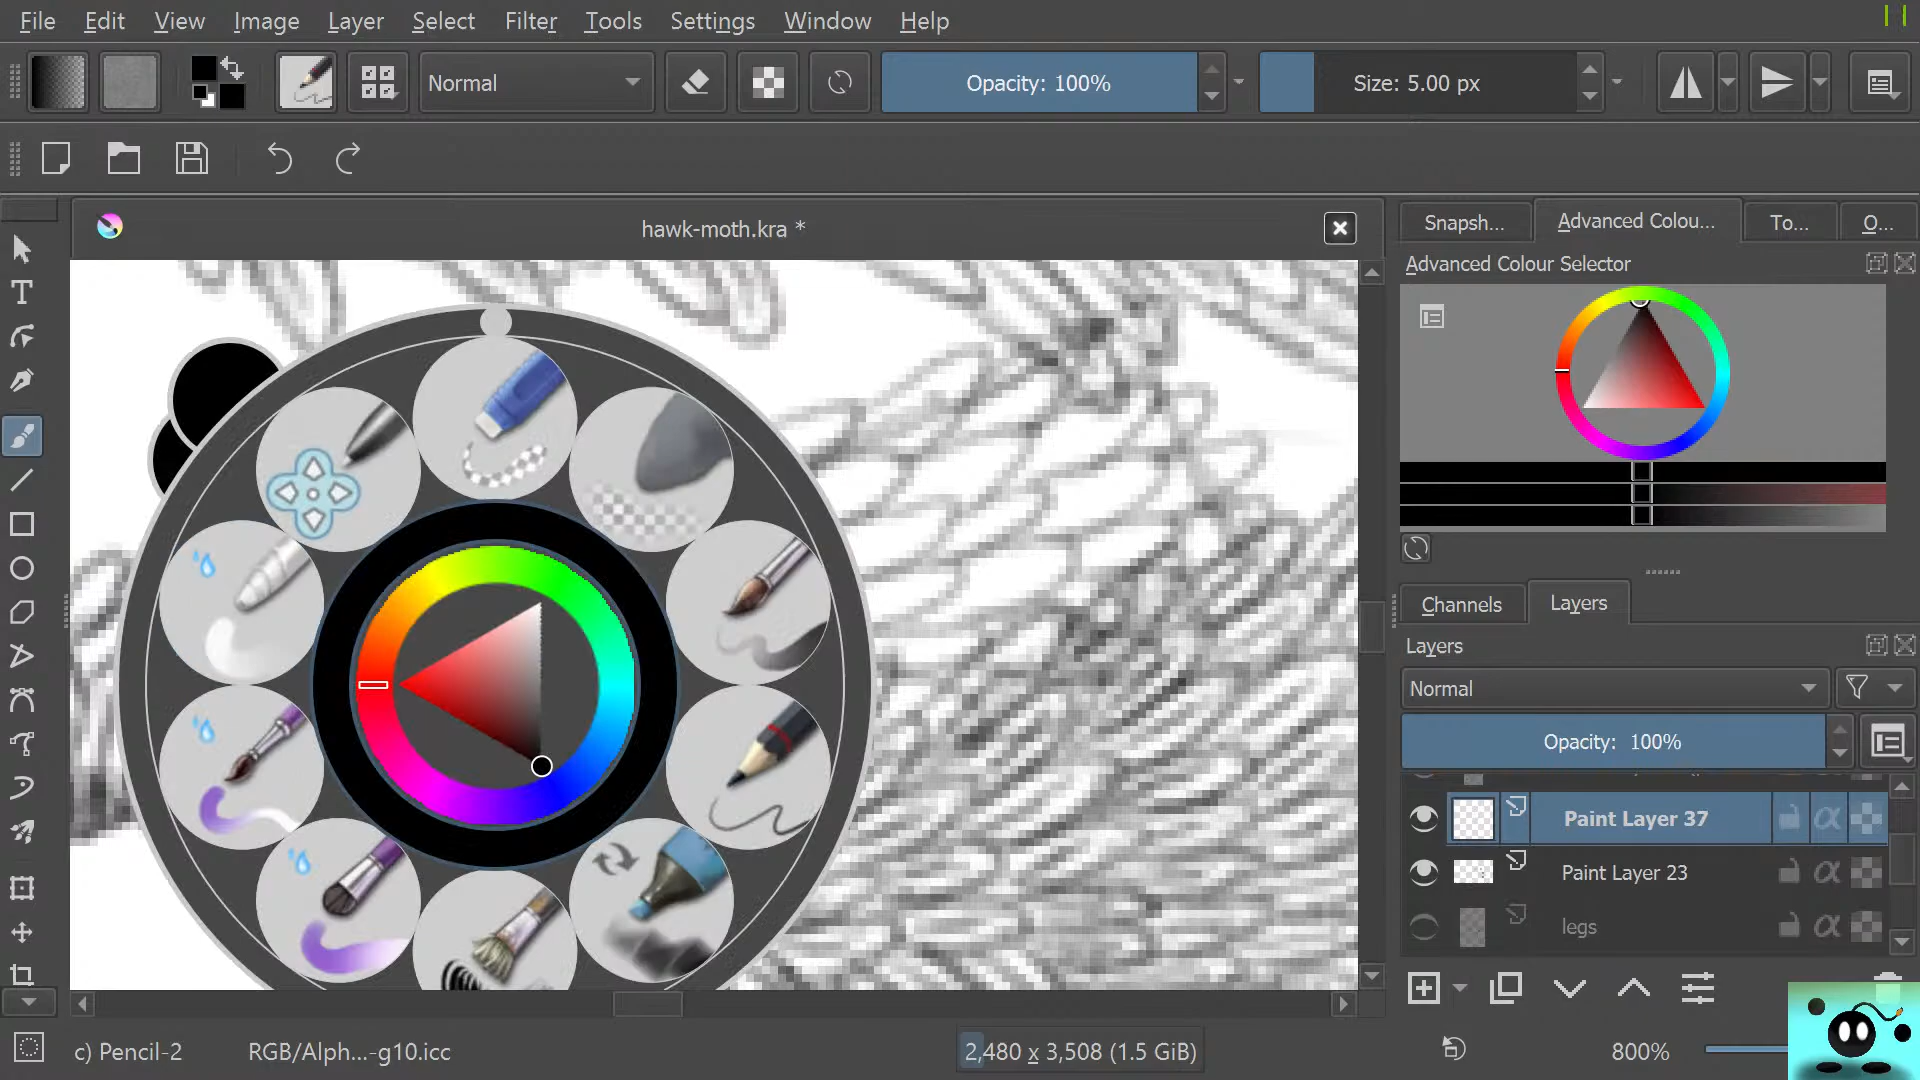 File Edit View Image Layer Select Filter Tools Settings Window Help
Normal Opacity: 100% Size: 5.00 px
hawk-moth.kra *
Snapsh... Advanced Colou... To... O...
Advanced Colour Selector
Channels Layers
Layers
Normal
Opacity: 100%
Paint Layer 37
Paint Layer 23
legs
c) Pencil-2 RGB/Alph...-g10.icc 2,480 x 3,508 (1.5 GiB) 800%